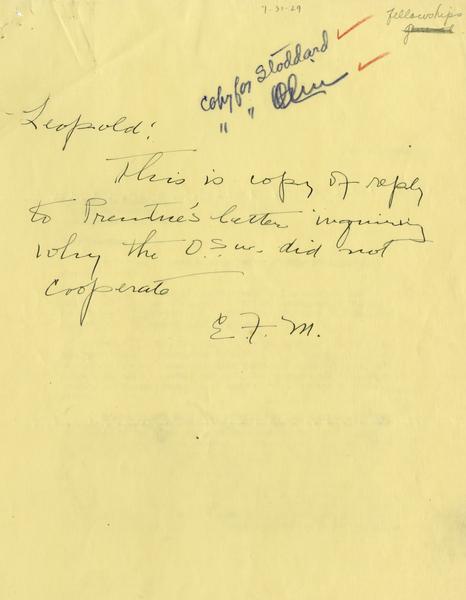 7-31-29
Fellowships
Copy for Stoddard
" "
Leopold:
This is copy of reply
to Prentice's letter inquiring
why the O.S.W. did not
cooperate
E. F. M.